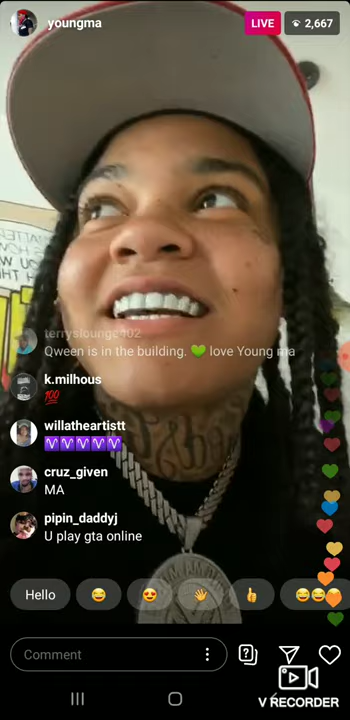 youngma
LIVE
2,667
terryslounge402
Qween is in the building. 💚 love Young ma
k.milhous
💯
willatheartistt
♈♈♈♈♈
cruz_given
MA
pipin_daddyj
U play gta online
Hello
Comment
V RECORDER